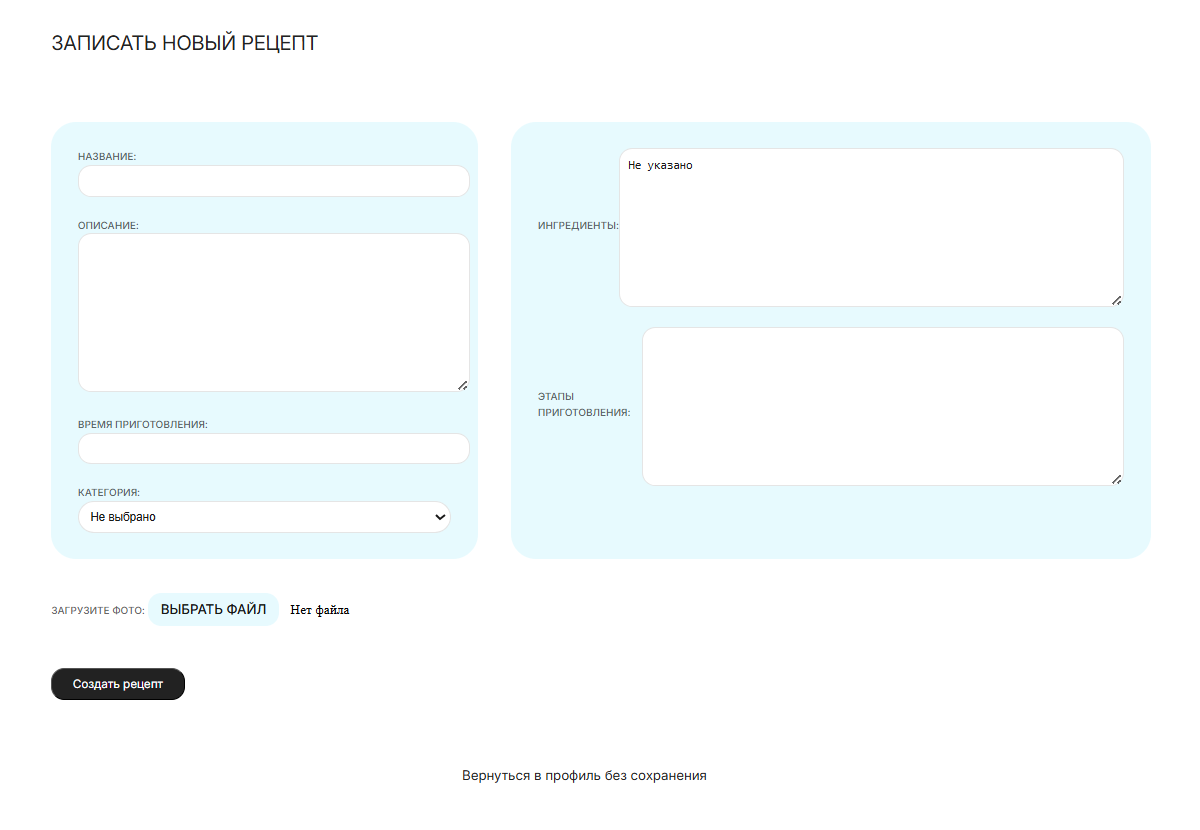 ЗАПИСАТЬ НОВЫЙ РЕЦЕПТ
НАЗВАНИЕ:
ОПИСАНИЕ:
ВРЕМЯ ПРИГОТОВЛЕНИЯ:
КАТЕГОРИЯ:
Не выбрано
ИНГРЕДИЕНТЫ:
Не указано
ЭТАПЫ
ПРИГОТОВЛЕНИЯ:
ЗАГРУЗИТЕ ФОТО: ВЫБРАТЬ ФАЙЛ Нет файла
Создать рецепт
Вернуться в профиль без сохранения